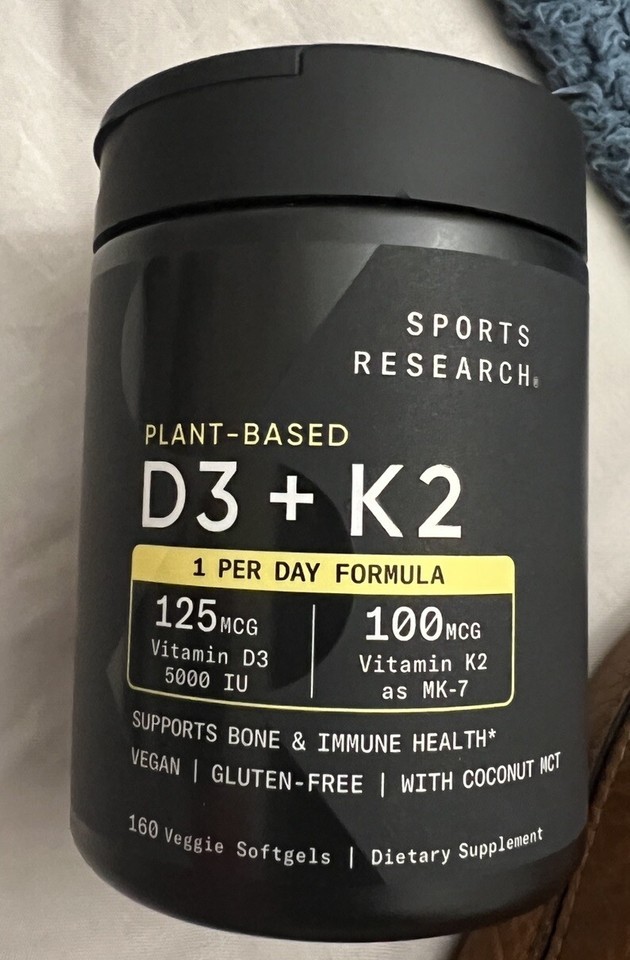 SPORTS
RESEARCH®
PLANT-BASED
D3 + K2
1 PER DAY FORMULA
125MCG
Vitamin D3
5000 IU
100MCG
Vitamin K2
as MK-7
SUPPORTS BONE & IMMUNE HEALTH*
VEGAN | GLUTEN-FREE | WITH COCONUT MCT
160 Veggie Softgels | Dietary Supplement